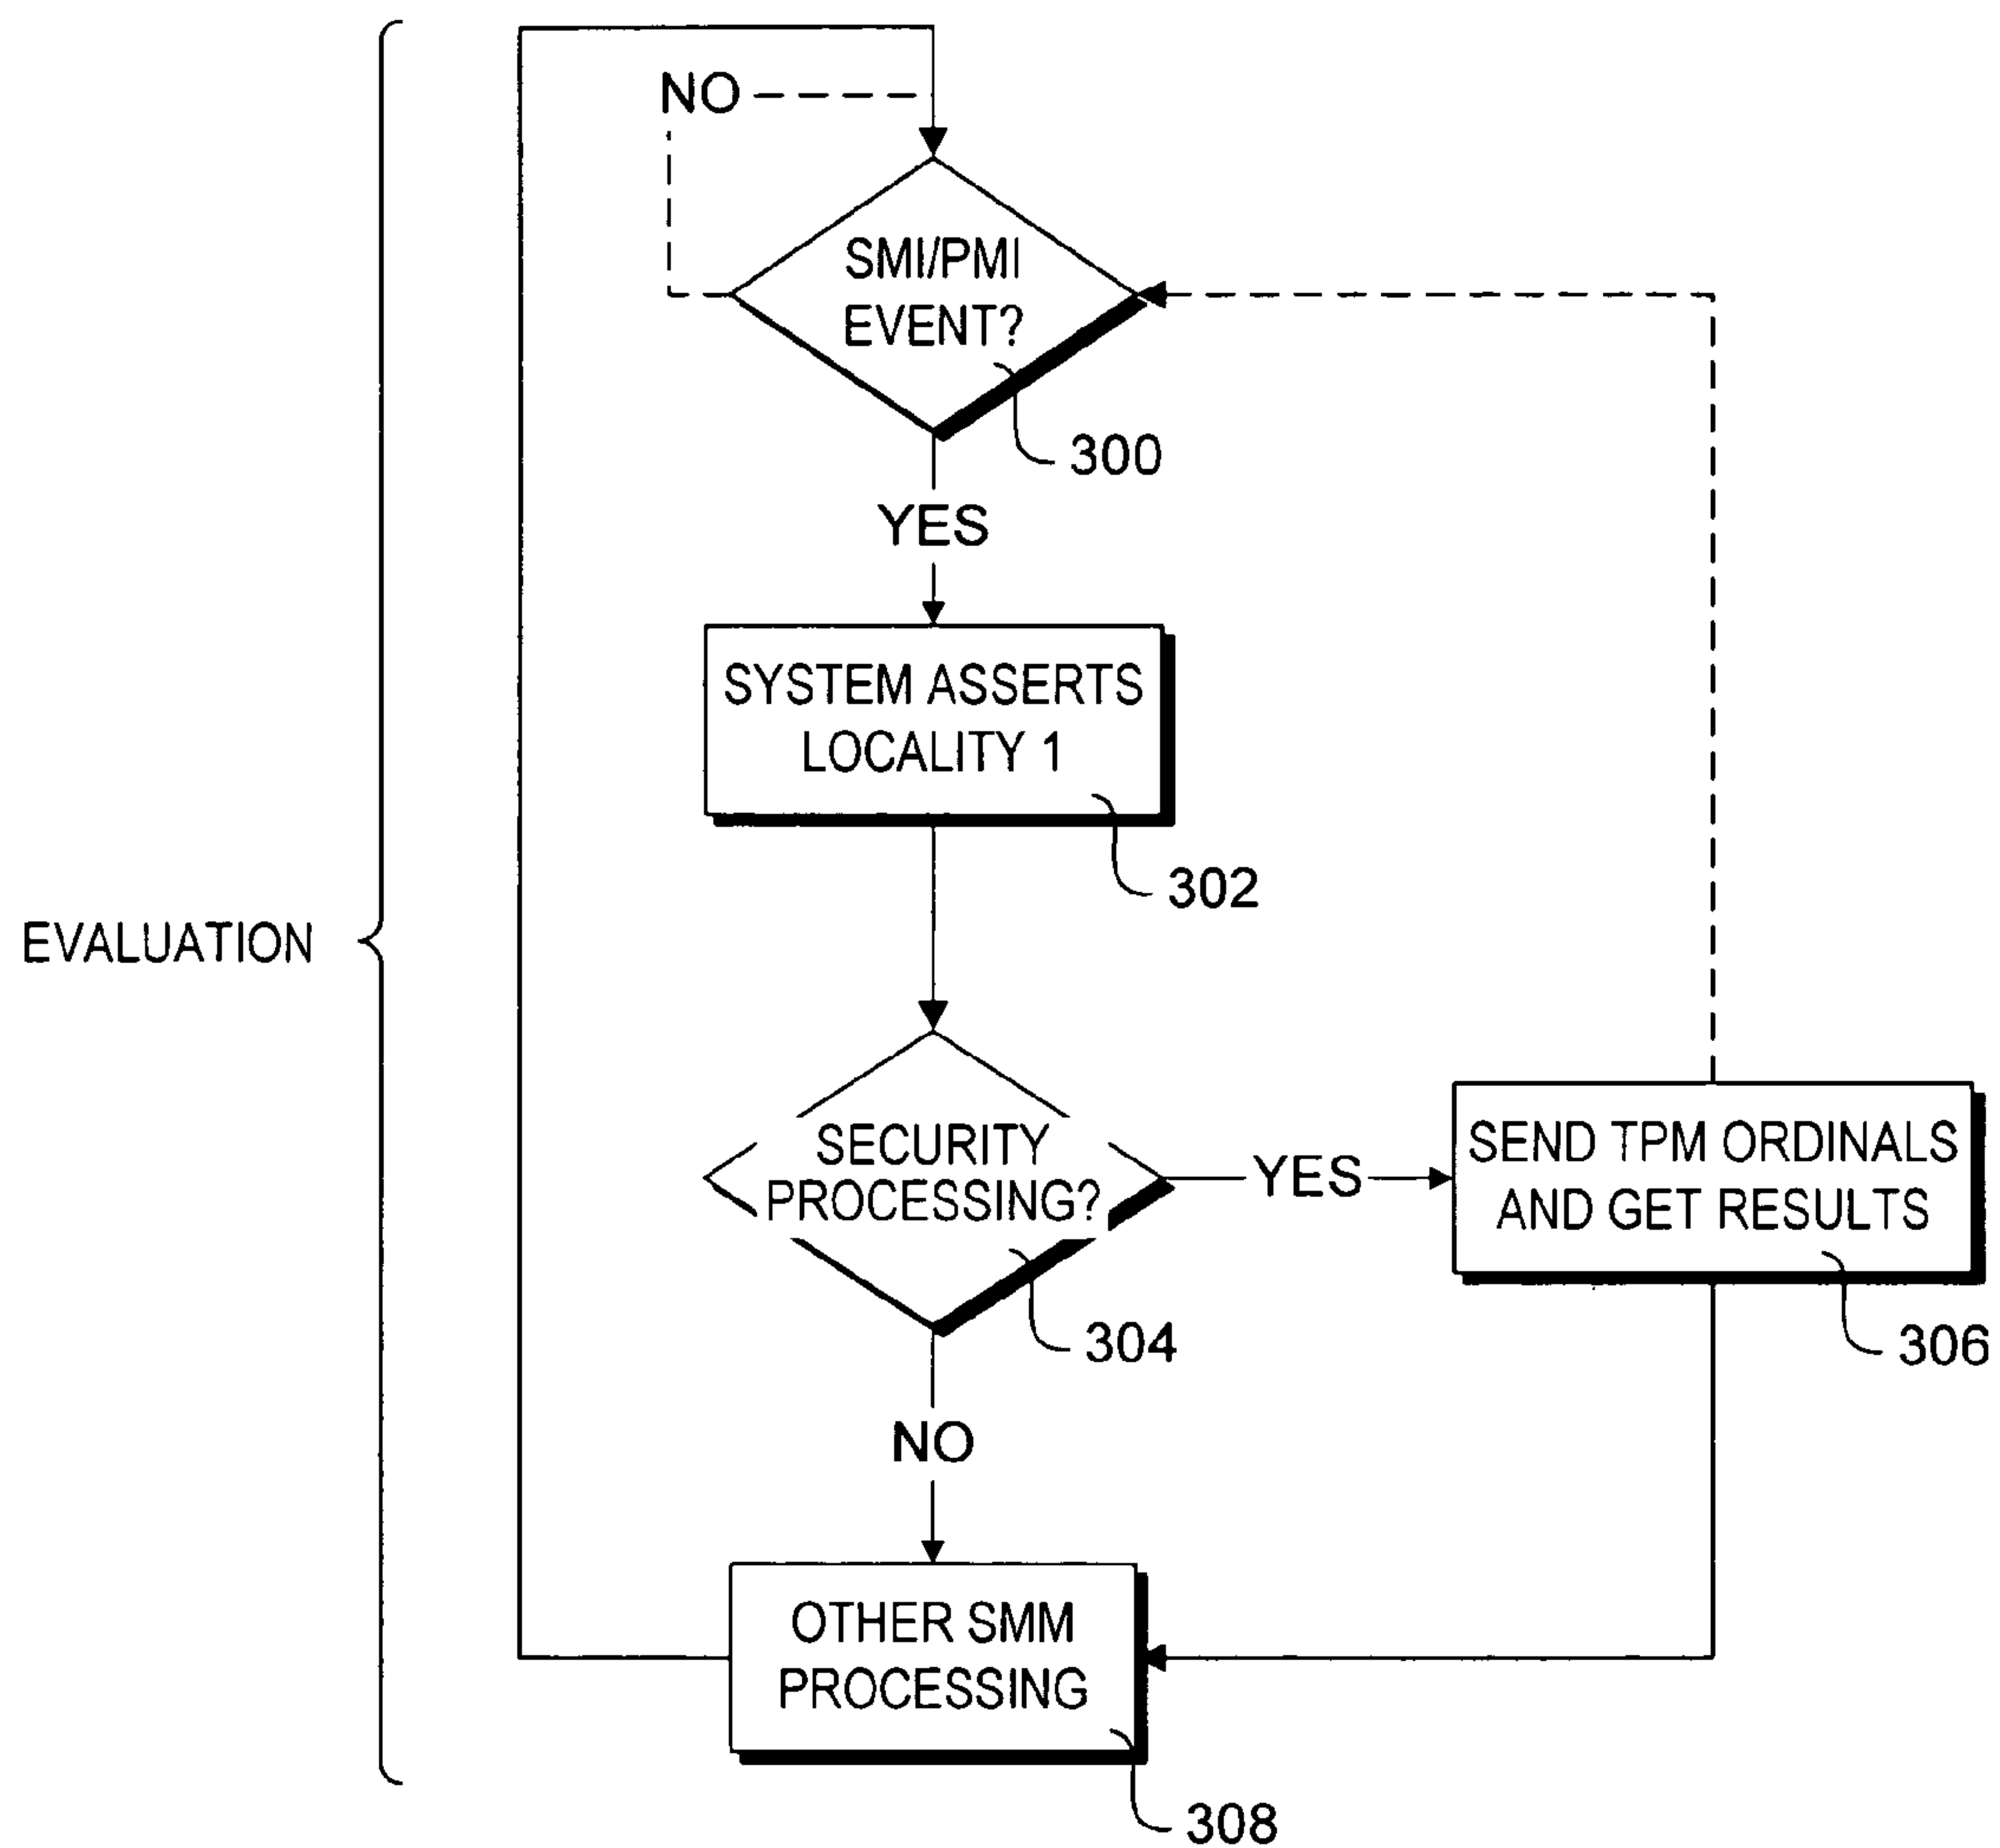 NO
SMI/PMI
EVENT?
300
YES
SYSTEM ASSERTS
LOCALITY 1
302
EVALUATION
SECURITY
PROCESSING?
YES
SEND TPM ORDINALS
AND GET RESULTS
304
306
NO
OTHER SMM
PROCESSING
308